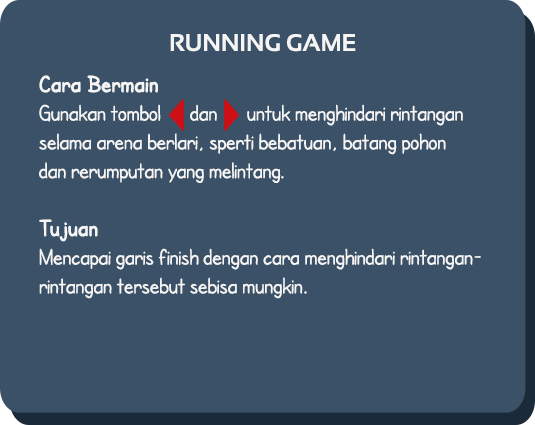 RUNNING GAME
Cara Bermain
Gunakan tombol dan untuk menghindari rintangan
selama arena berlari, sperti bebatuan, batang pohon
dan rerumputan yang melintang.
Tujuan
Mencapai garis finish dengan cara menghindari rintangan-
rintangan tersebut sebisa mungkin.